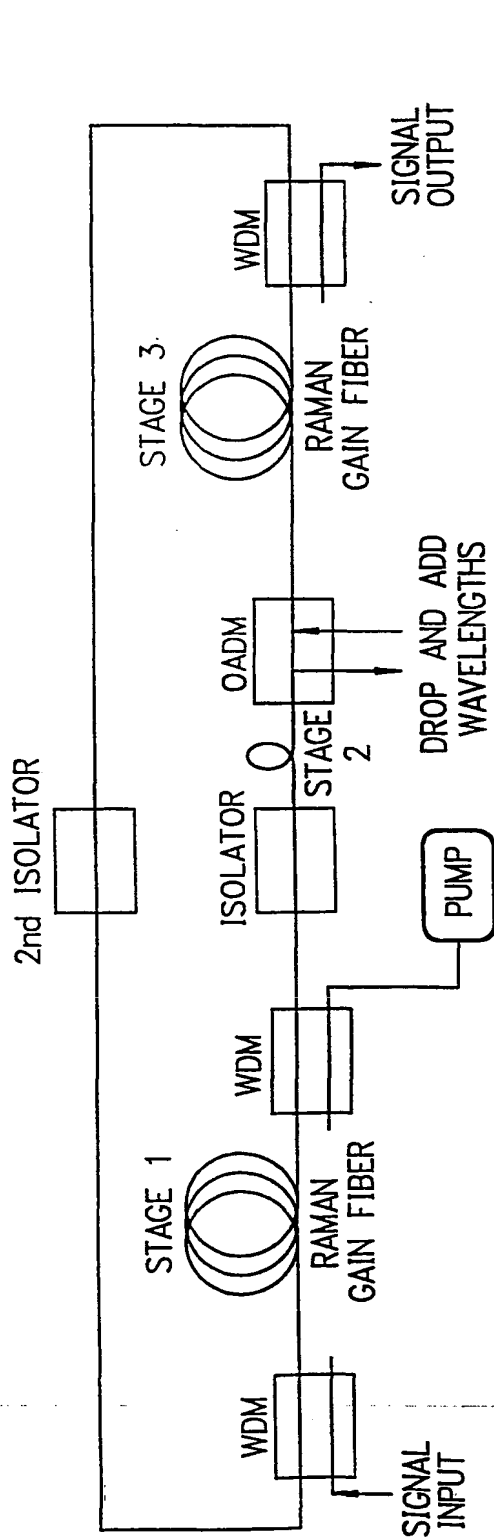 2nd ISOLATOR
STAGE 1
STAGE 3
WDM
WDM
ISOLATOR
OADM
WDM
STAGE
2
RAMAN
GAIN FIBER
RAMAN
GAIN FIBER
SIGNAL
INPUT
PUMP
DROP AND ADD
WAVELENGTHS
SIGNAL
OUTPUT